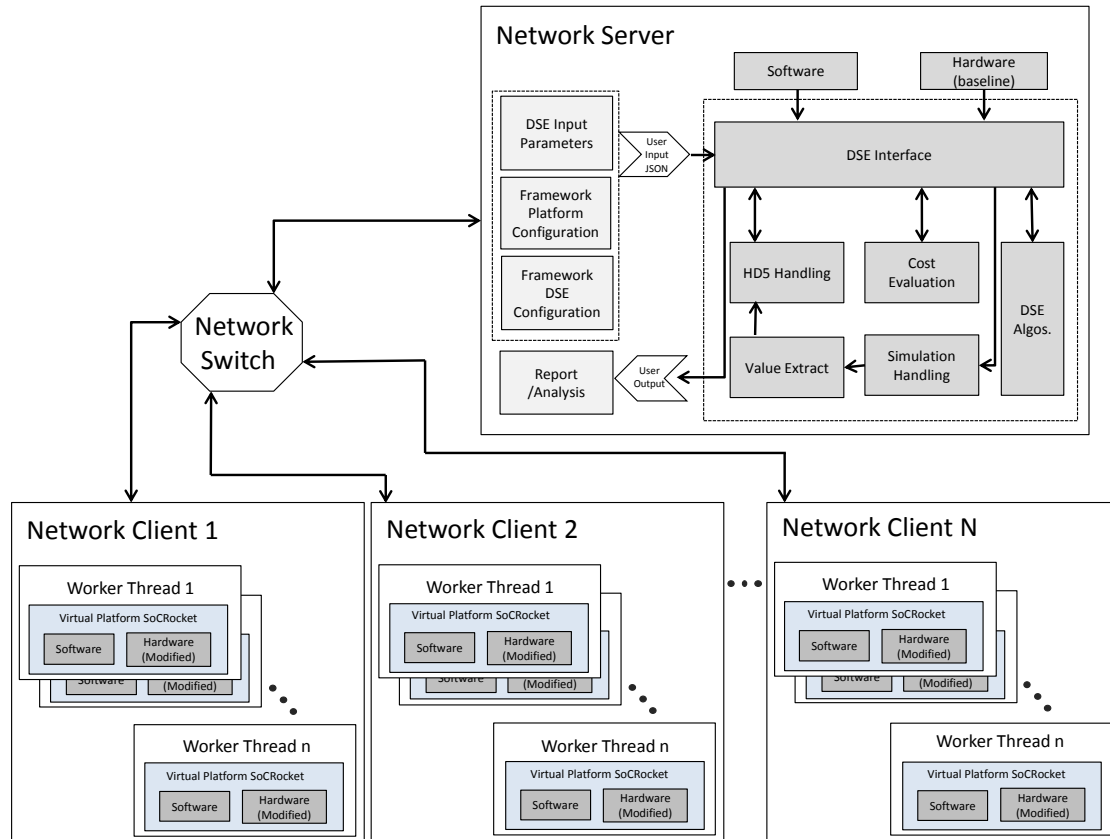 Network Server
Software
Hardware
(baseline)
DSE Input
Parameters
User
Input
JSON
DSE Interface
Framework
Platform
Configuration
Framework
DSE
Configuration
HD5 Handling
Cost
Evaluation
DSE
Algos.
Network
Switch
Report
/Analysis
User
Output
Value Extract
Simulation
Handling
Network Client 1
Worker Thread 1
Virtual Platform SoCRocket
Software
Hardware
(Modified)
Software
(Modified)
Worker Thread n
Virtual Platform SoCRocket
Software
Hardware
(Modified)
Network Client 2
Worker Thread 1
Virtual Platform SoCRocket
Software
Hardware
(Modified)
Software
(Modified)
Worker Thread n
Virtual Platform SoCRocket
Software
Hardware
(Modified)
Network Client N
Worker Thread 1
Virtual Platform SoCRocket
Software
Hardware
(Modified)
Software
(Modified)
Worker Thread n
Virtual Platform SoCRocket
Software
Hardware
(Modified)